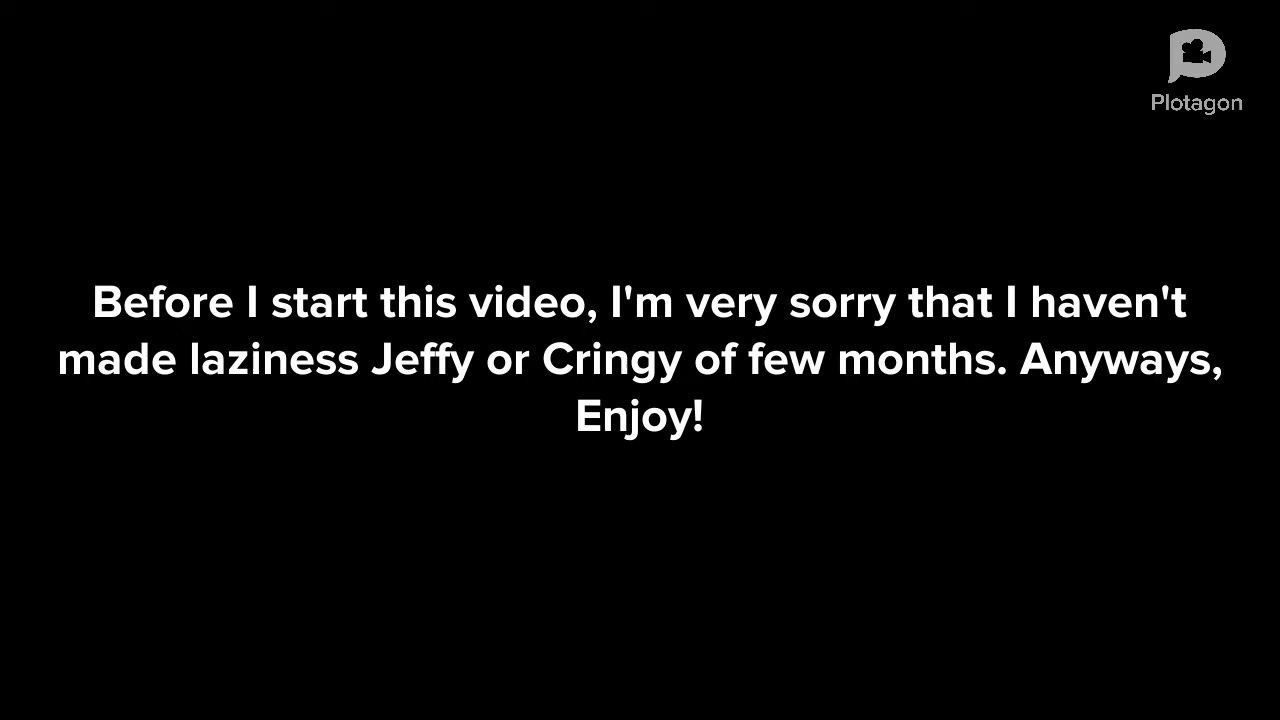 Plotagon
Before I start this video, I'm very sorry that I haven't
made laziness Jeffy or Cringy of few months. Anyways,
Enjoy!